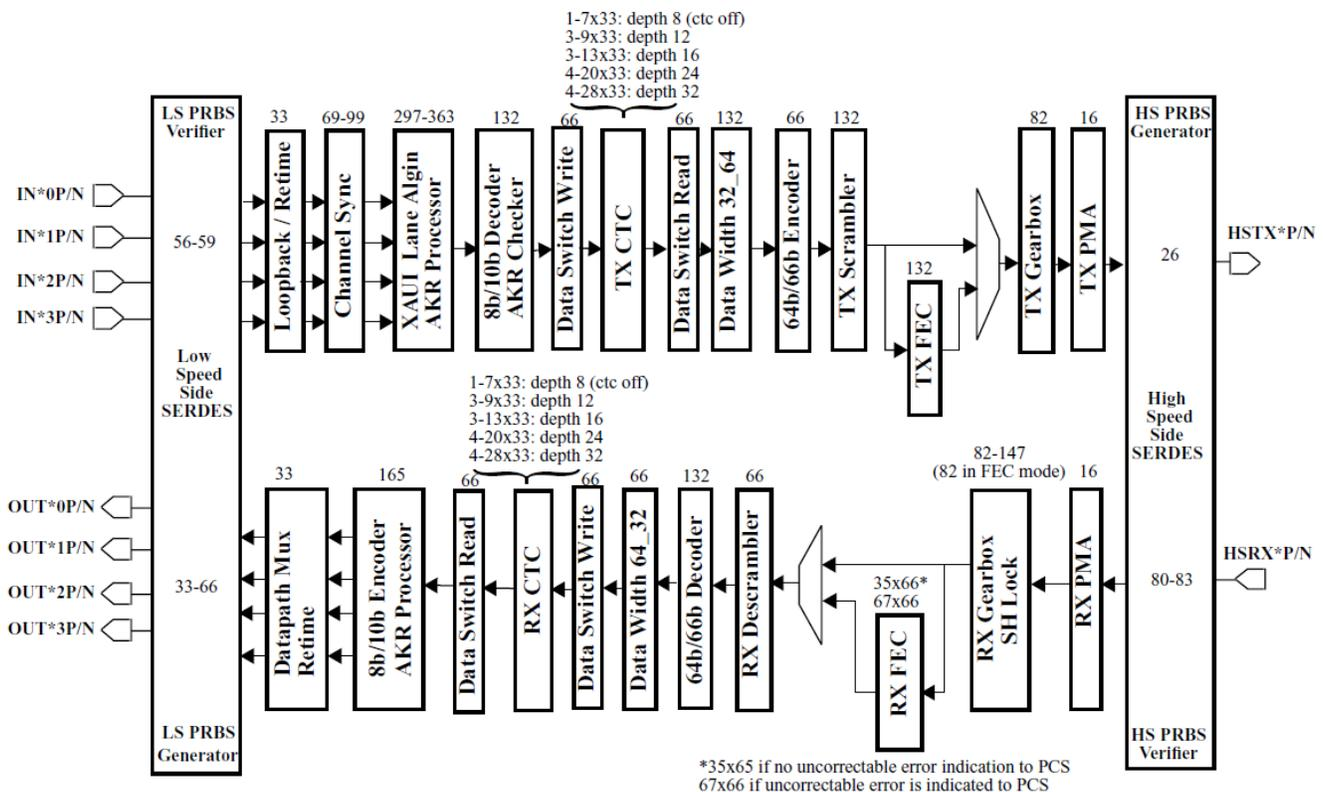 1-7x33: depth 8 (ctc off)
3-9x33: depth 12
3-13x33: depth 16
4-20x33: depth 24
4-28x33: depth 32
LS PRBS
Verifier
33
69-99
297-363
132
66
66
132
66
132
82
16
HS PRBS
Generator
IN*0P/N
IN*1P/N
IN*2P/N
IN*3P/N
56-59
Loopback / Retime
Channel Sync
XAUI Lane Algin
AKR Processor
8b/10b Decoder
AKR Checker
Data Switch Write
TX CTC
Data Switch Read
Data Width 32_64
64b/66b Encoder
TX Scrambler
132
TX FEC
TX Gearbox
TX PMA
26
HSTX*P/N
Low
Speed
Side
SERDES
High
Speed
Side
SERDES
1-7x33: depth 8 (ctc off)
3-9x33: depth 12
3-13x33: depth 16
4-20x33: depth 24
4-28x33: depth 32
33
165
66
66
66
132
66
82-147
(82 in FEC mode)
16
OUT*0P/N
OUT*1P/N
OUT*2P/N
OUT*3P/N
33-66
Datapath Mux
Retime
8b/10b Encoder
AKR Processor
Data Switch Read
RX CTC
Data Switch Write
Data Width 64_32
64b/66b Decoder
RX Descrambler
35x66*
67x66
RX FEC
RX Gearbox
SH Lock
RX PMA
80-83
HSRX*P/N
LS PRBS
Generator
HS PRBS
Verifier
*35x65 if no uncorrectable error indication to PCS
67x66 if uncorrectable error is indicated to PCS